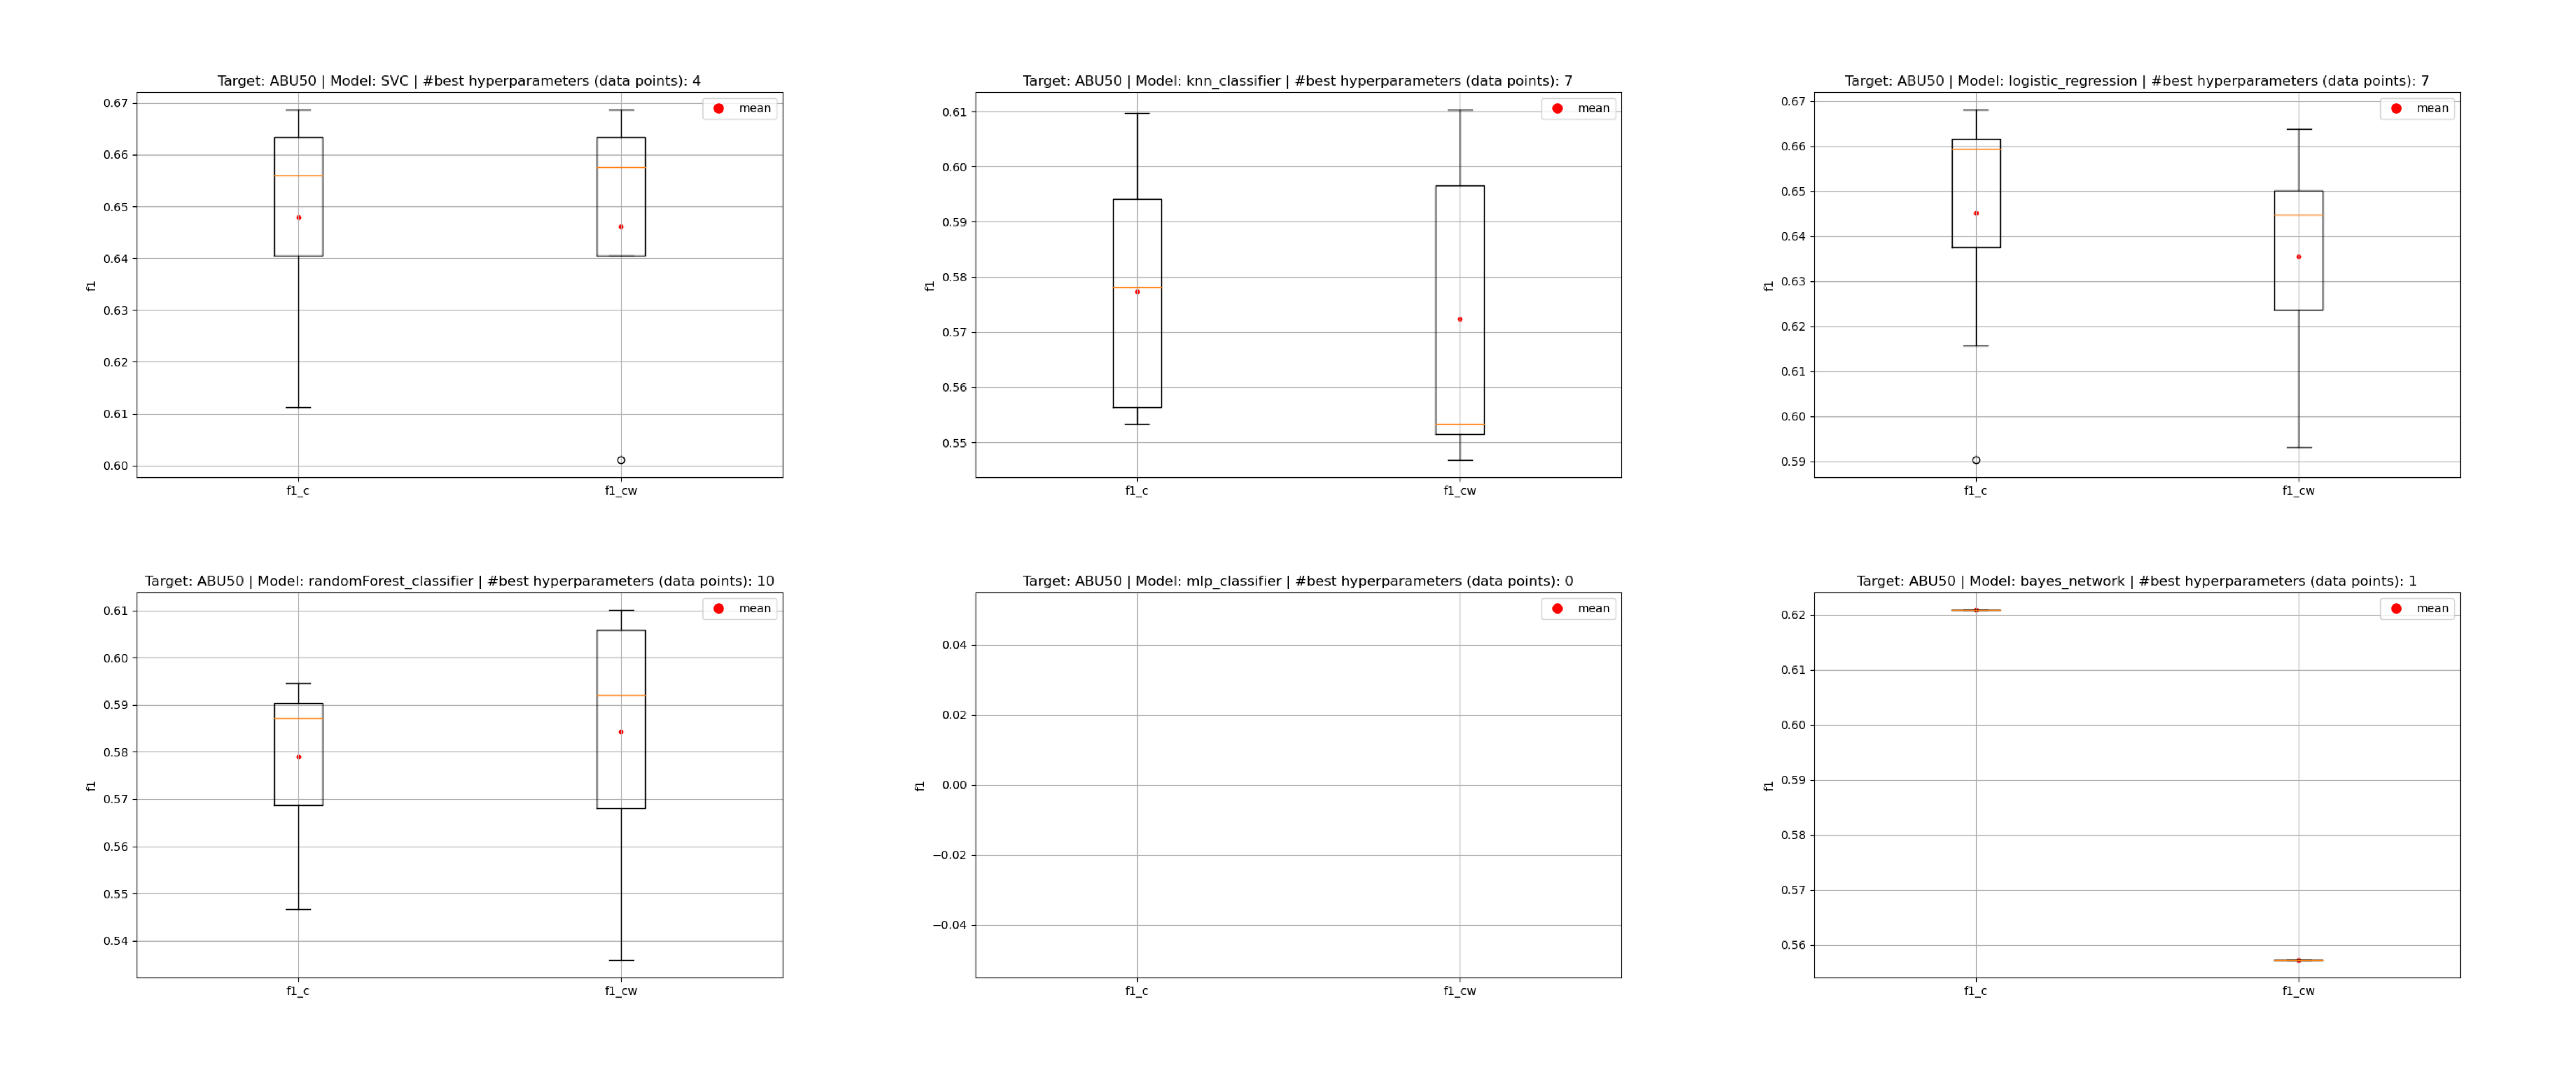 Target: ABU50 | Model: SVC | #best hyperparameters (data points): 4
0.67
0.66
0.65
0.64
0.63
0.62
0.61
0.60
f1
f1_c
f1_cw
mean
Target: ABU50 | Model: knn_classifier | #best hyperparameters (data points): 7
0.61
0.60
0.59
0.58
0.57
0.56
0.55
f1
f1_c
f1_cw
mean
Target: ABU50 | Model: logistic_regression | #best hyperparameters (data points): 7
0.67
0.66
0.65
0.64
0.63
0.62
0.61
0.60
0.59
f1
f1_c
f1_cw
mean
Target: ABU50 | Model: randomForest_classifier | #best hyperparameters (data points): 10
0.61
0.60
0.59
0.58
0.57
0.56
0.55
0.54
f1
f1_c
f1_cw
mean
Target: ABU50 | Model: mlp_classifier | #best hyperparameters (data points): 0
0.04
0.02
0.00
−0.02
−0.04
f1
f1_c
f1_cw
mean
Target: ABU50 | Model: bayes_network | #best hyperparameters (data points): 1
0.62
0.61
0.60
0.59
0.58
0.57
0.56
f1
f1_c
f1_cw
mean